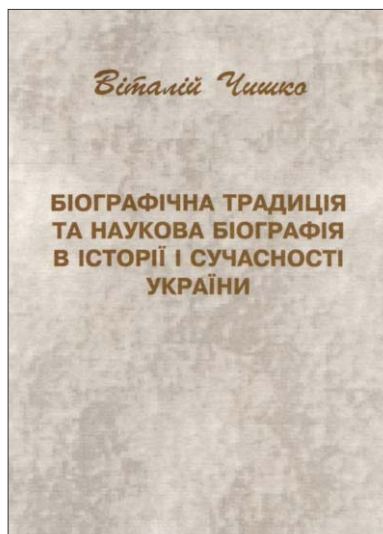 Віталій Чишко
БІОГРАФІЧНА ТРАДИЦІЯ
ТА НАУКОВА БІОГРАФІЯ
В ІСТОРІЇ І СУЧАСНОСТІ
УКРАЇНИ